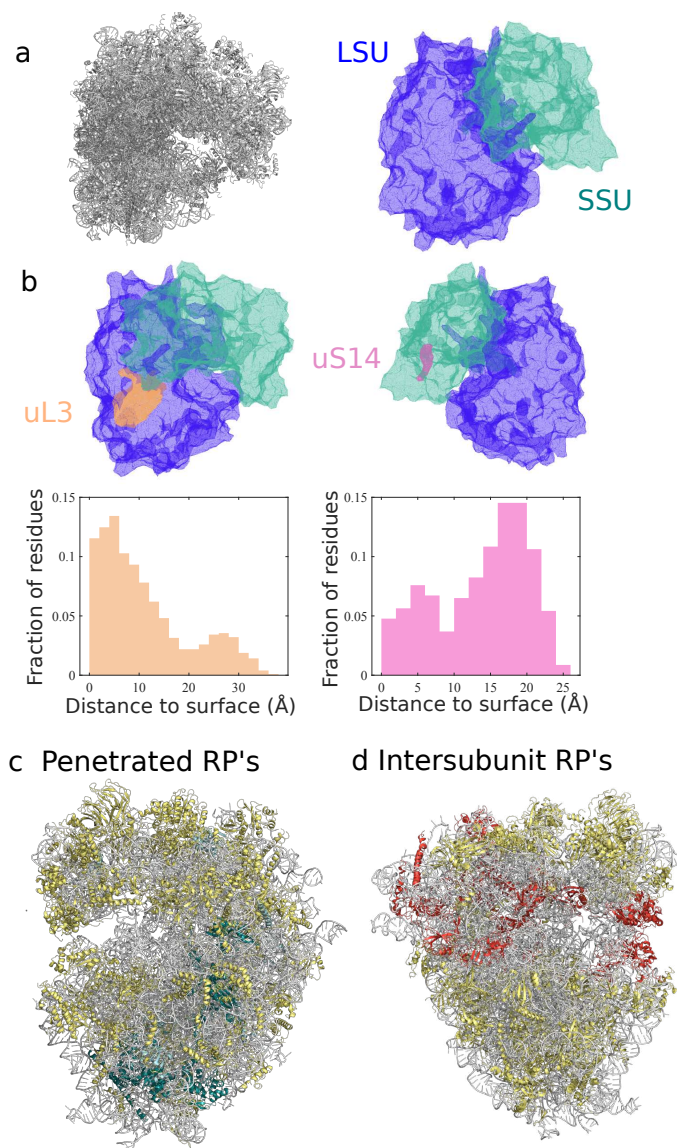 a
LSU
SSU
b
uL3
uS14
0.15
0.1
0.05
0
Fraction of residues
0 10 20 30
Distance to surface (Å)
0.15
0.1
0.05
0
Fraction of residues
0 5 10 15 20 25
Distance to surface (Å)
c Penetrated RP's
d Intersubunit RP's